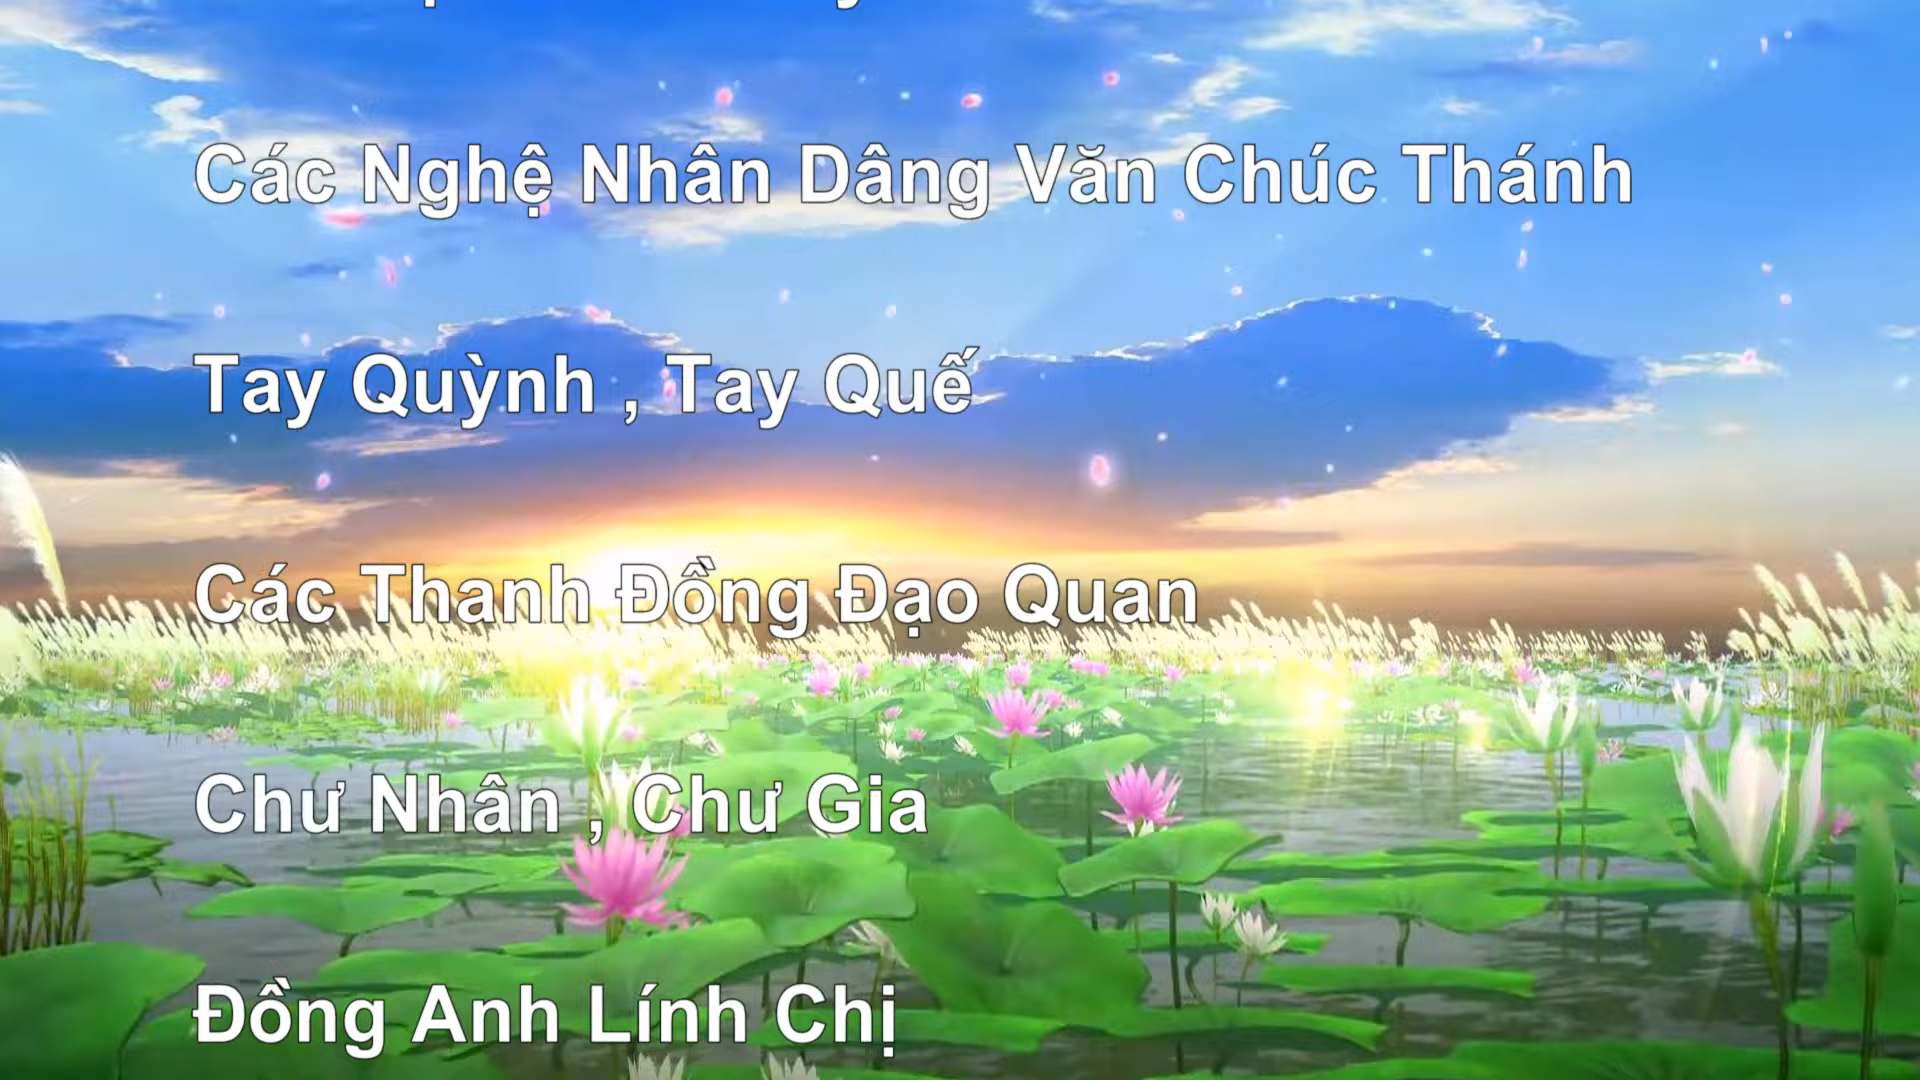 Các Nghệ Nhân Dâng Văn Chúc Thánh
Tay Quỳnh , Tay Quế
Các Thanh Đồng Đạo Quan
Chư Nhân , Chư Gia
Đồng Anh Lính Chị